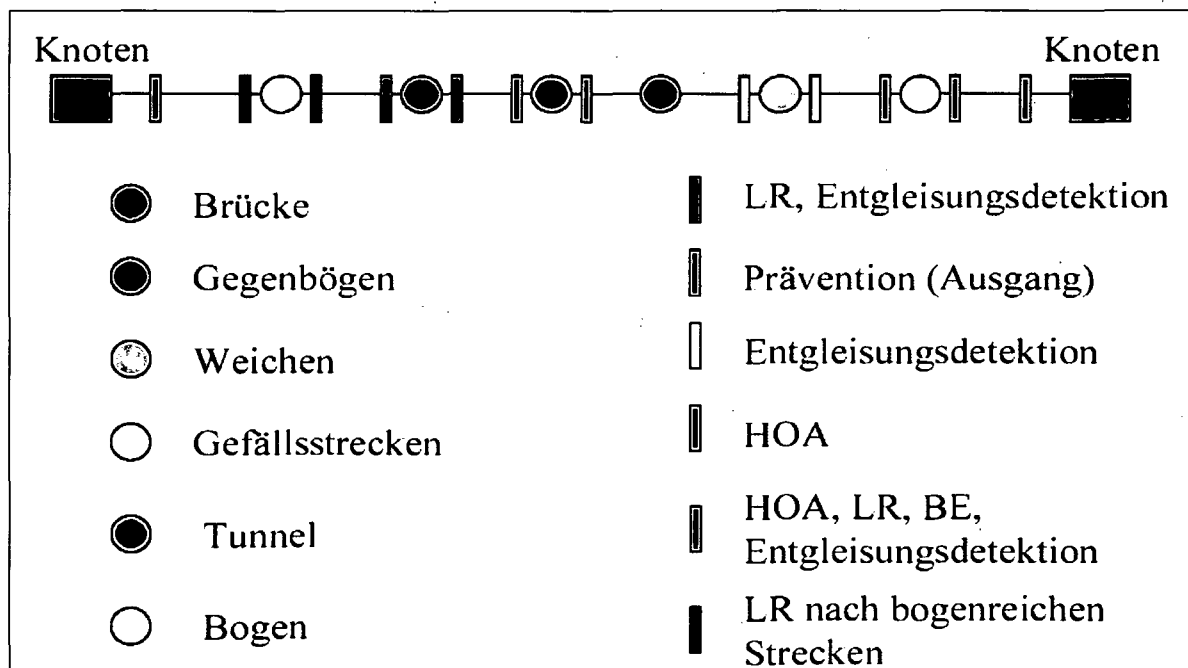 Knoten Knoten
Brücke
Gegenbögen
Weichen
Gefällsstrecken
Tunnel
Bogen
LR, Entgleisungsdetektion
Prävention (Ausgang)
Entgleisungsdetektion
HOA
HOA, LR, BE,
Entgleisungsdetektion
LR nach bogenreichen
Strecken